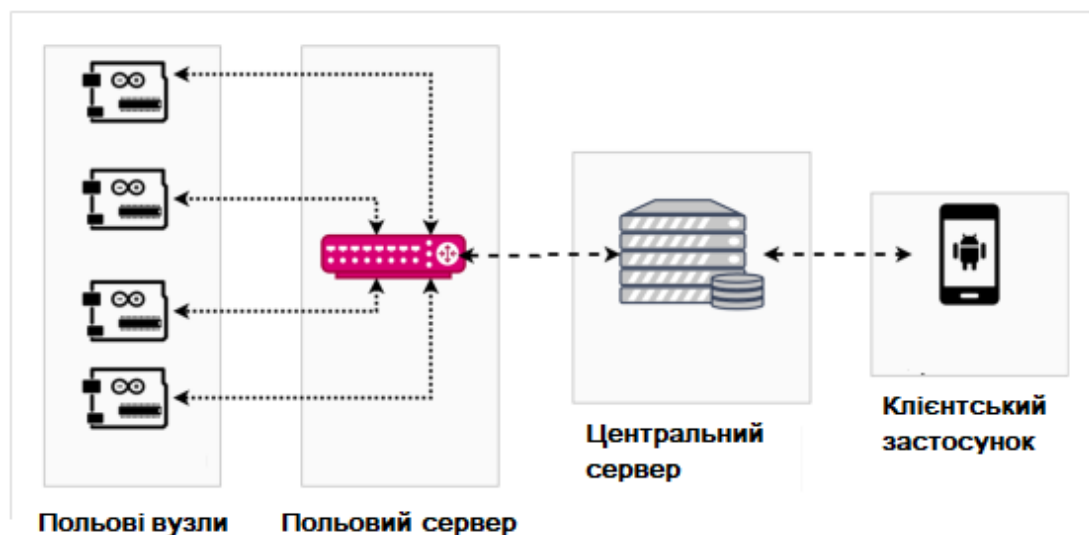 Центральний
сервер
Клієнтський
застосунок
Польові вузли
Польовий сервер